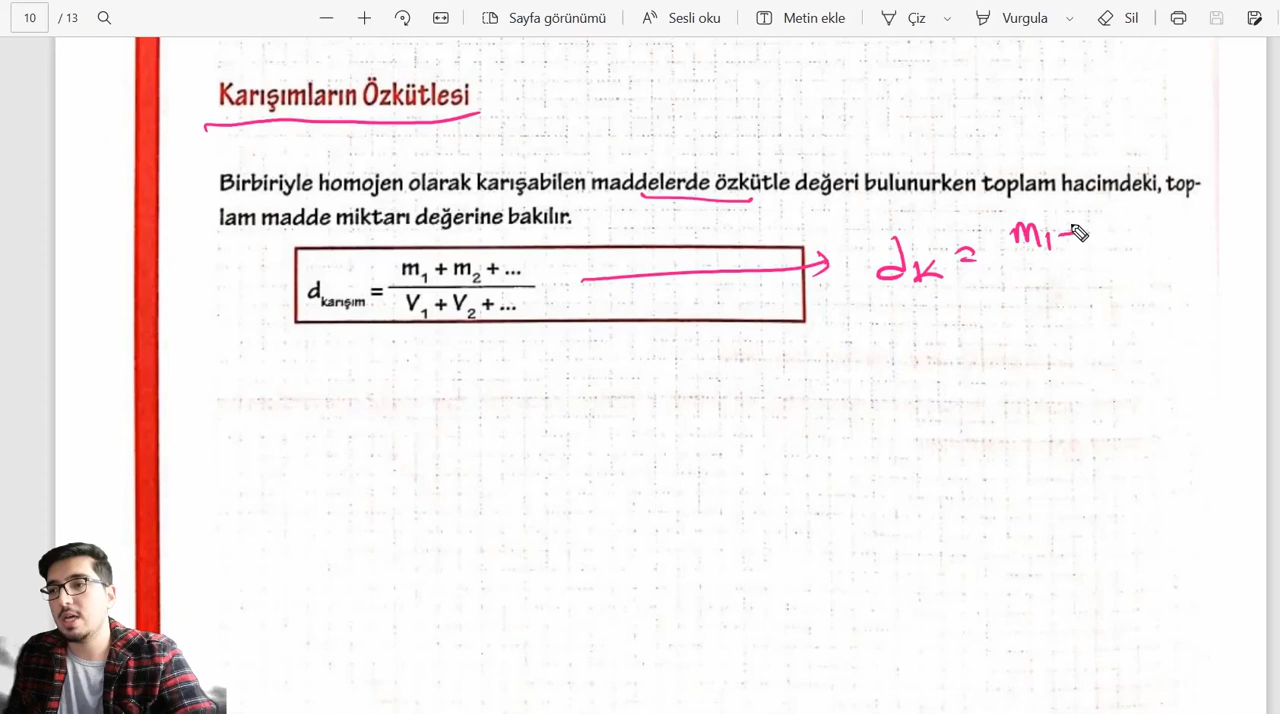 10 / 13 Sayfa görünümü Sesli oku Metin ekle Çiz Vurgula Sil
Karışımların Özkütlesi
Birbiriyle homojen olarak karışabilen maddelerde özkütle değeri bulunurken toplam hacimdeki, top-
lam madde miktarı değerine bakılır.
d karışım = m₁ + m₂ + ... / V₁ + V₂ + ...
dK = m₁ -